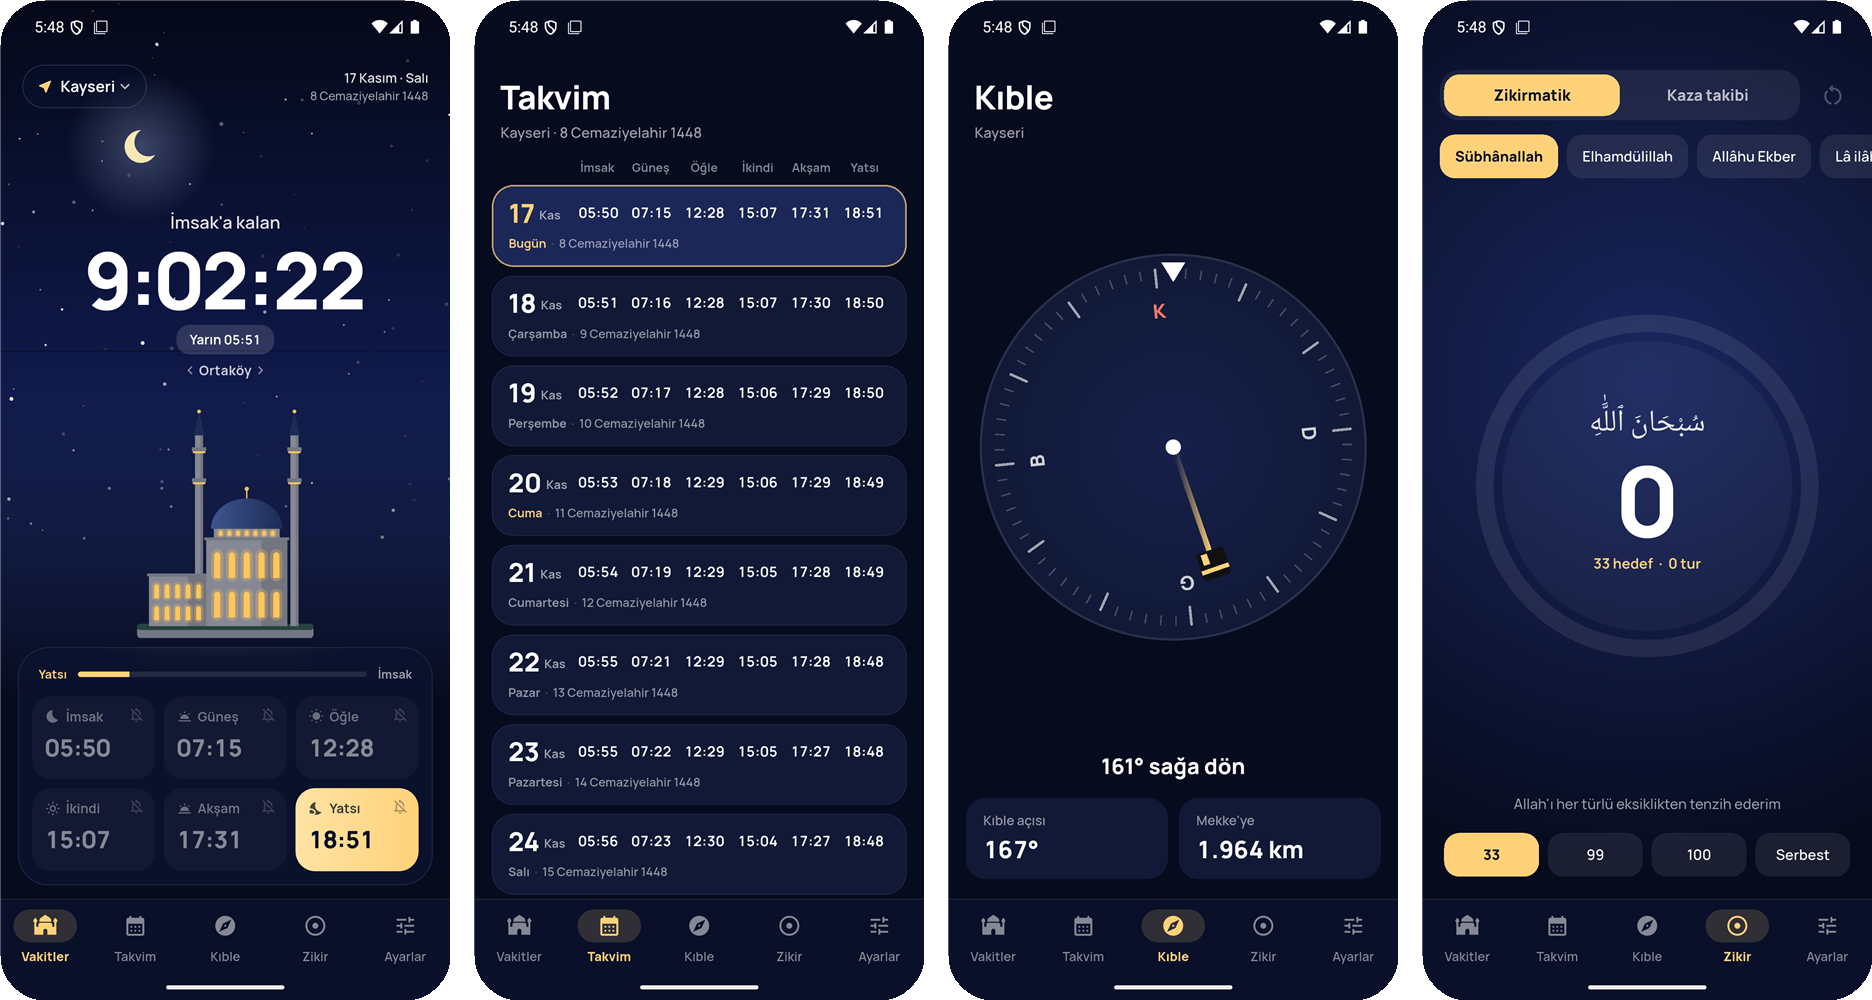 5:48
Kayseri
17 Kasım · Salı
8 Cemaziyelahir 1448
İmsak'a kalan
9:02:22
Yarın 05:51
Ortaköy
Yatsı İmsak
İmsak Güneş Öğle
05:50 07:15 12:28
İkindi Akşam Yatsı
15:07 17:31 18:51
Vakitler Takvim Kıble Zikir Ayarlar
5:48
Takvim
Kayseri · 8 Cemaziyelahir 1448
İmsak Güneş Öğle İkindi Akşam Yatsı
17 Kas 05:50 07:15 12:28 15:07 17:31 18:51
Bugün · 8 Cemaziyelahir 1448
18 Kas 05:51 07:16 12:28 15:07 17:30 18:50
Çarşamba · 9 Cemaziyelahir 1448
19 Kas 05:52 07:17 12:28 15:06 17:29 18:50
Perşembe · 10 Cemaziyelahir 1448
20 Kas 05:53 07:18 12:29 15:06 17:29 18:49
Cuma · 11 Cemaziyelahir 1448
21 Kas 05:54 07:19 12:29 15:05 17:28 18:49
Cumartesi · 12 Cemaziyelahir 1448
22 Kas 05:55 07:21 12:29 15:05 17:28 18:48
Pazar · 13 Cemaziyelahir 1448
23 Kas 05:55 07:22 12:29 15:05 17:27 18:48
Pazartesi · 14 Cemaziyelahir 1448
24 Kas 05:56 07:23 12:30 15:04 17:27 18:48
Salı · 15 Cemaziyelahir 1448
Vakitler Takvim Kıble Zikir Ayarlar
5:48
Kıble
Kayseri
K
D
B
G
161° sağa dön
Kıble açısı
167°
Mekke'ye
1.964 km
Vakitler Takvim Kıble Zikir Ayarlar
5:48
Zikirmatik Kaza takibi
Sübhânallah Elhamdülillah Allâhu Ekber Lâ
سُبْحَانَ ٱللَّٰهِ
0
33 hedef · 0 tur
Allah'ı her türlü eksiklikten tenzih ederim
33 99 100 Serbest
Vakitler Takvim Kıble Zikir Ayarlar